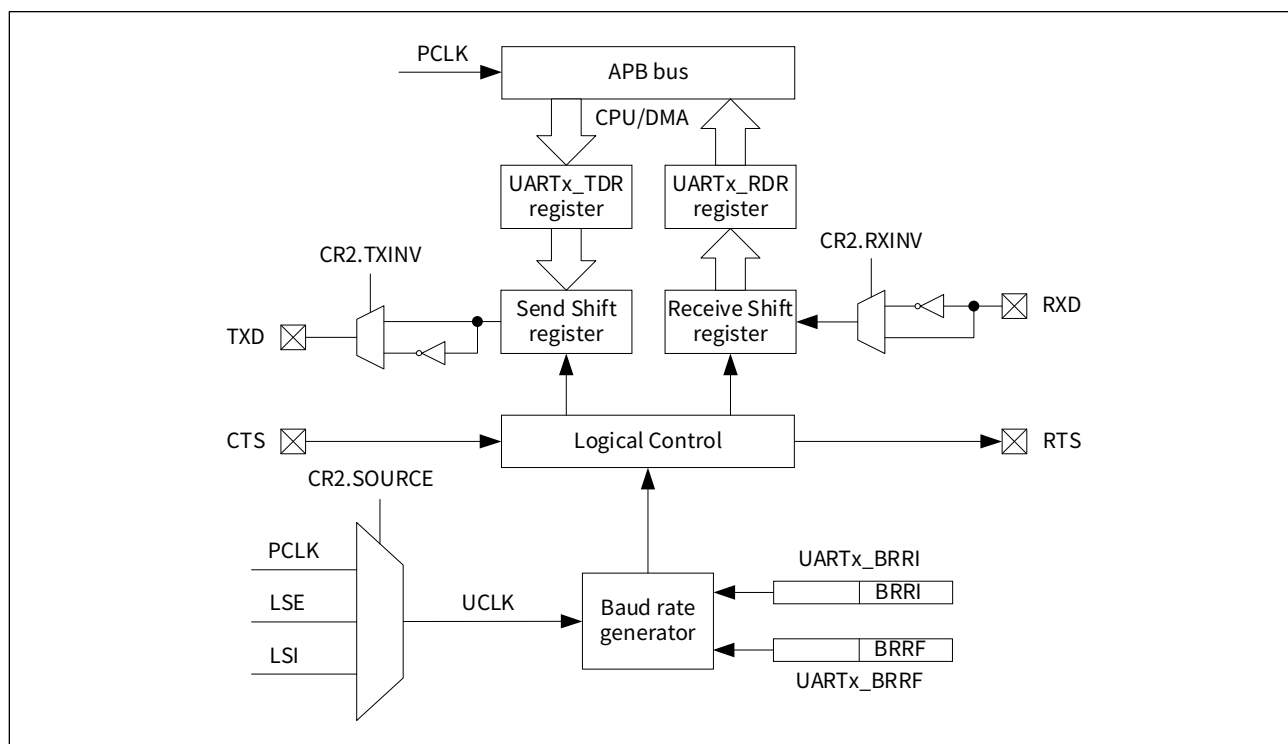 PCLK
APB bus
CPU/DMA
UARTx_TDR
register
UARTx_RDR
register
CR2.TXINV
CR2.RXINV
Send Shift
register
Receive Shift
register
TXD
RXD
CTS
Logical Control
RTS
CR2.SOURCE
PCLK
LSE
LSI
UCLK
Baud rate
generator
UARTx_BRRI
BRRI
BRRF
UARTx_BRRF